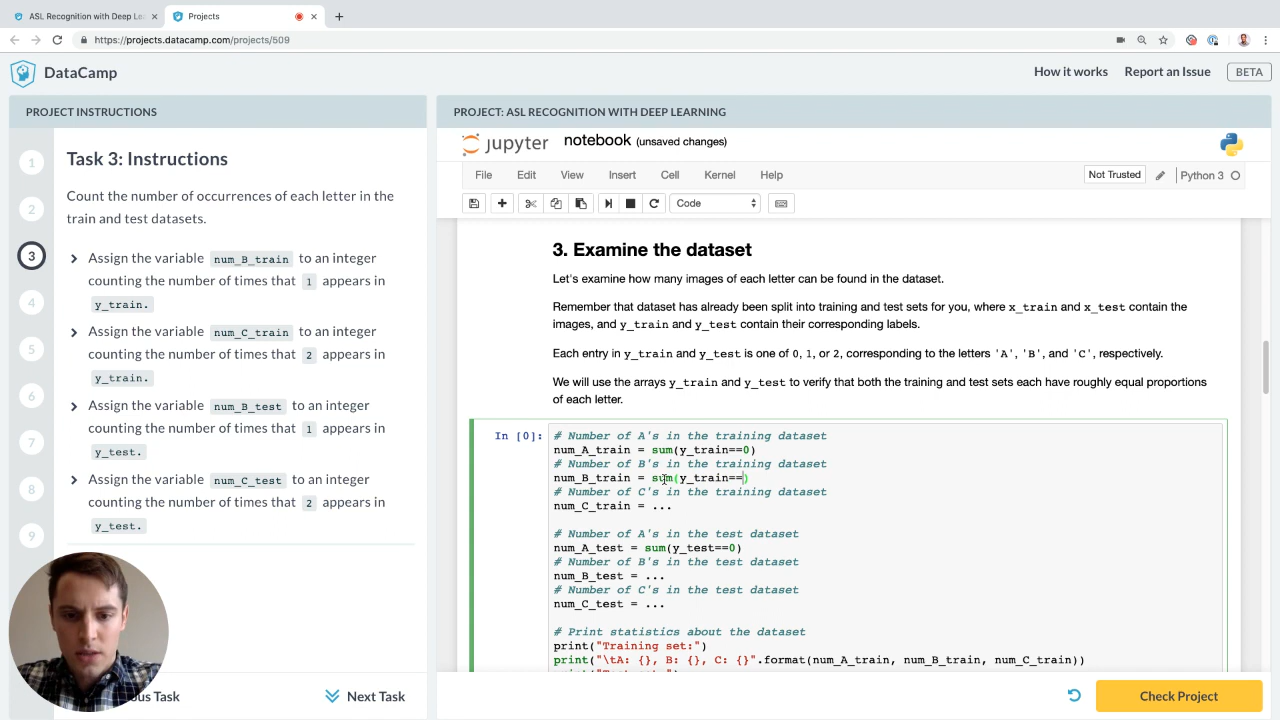 ASL Recognition with Deep Le
Projects
https://projects.datacamp.com/projects/509
DataCamp
How it works
Report an Issue
BETA
PROJECT INSTRUCTIONS
1
2
3
4
5
6
7
8
9
Task 3: Instructions
Count the number of occurrences of each letter in the
train and test datasets.
Assign the variable num_B_train to an integer
counting the number of times that 1 appears in
y_train.
Assign the variable num_C_train to an integer
counting the number of times that 2 appears in
y_train.
Assign the variable num_B_test to an integer
counting the number of times that 1 appears in
y_test.
Assign the variable num_C_test to an integer
counting the number of times that 2 appears in
y_test.
ous Task
Next Task
PROJECT: ASL RECOGNITION WITH DEEP LEARNING
jupyter notebook (unsaved changes)
File Edit View Insert Cell Kernel Help
Not Trusted
Python 3
Code
3. Examine the dataset
Let's examine how many images of each letter can be found in the dataset.
Remember that dataset has already been split into training and test sets for you, where x_train and x_test contain the
images, and y_train and y_test contain their corresponding labels.
Each entry in y_train and y_test is one of 0, 1, or 2, corresponding to the letters 'A', 'B', and 'C', respectively.
We will use the arrays y_train and y_test to verify that both the training and test sets each have roughly equal proportions
of each letter.
In [0]:
# Number of A's in the training dataset
num_A_train = sum(y_train==0)
# Number of B's in the training dataset
num_B_train = sum(y_train==)
# Number of C's in the training dataset
num_C_train = ...
# Number of A's in the test dataset
num_A_test = sum(y_test==0)
# Number of B's in the test dataset
num_B_test = ...
# Number of C's in the test dataset
num_C_test = ...
# Print statistics about the dataset
print("Training set:")
print("\tA: {}, B: {}, C: {}".format(num_A_train, num_B_train, num_C_train))
Check Project